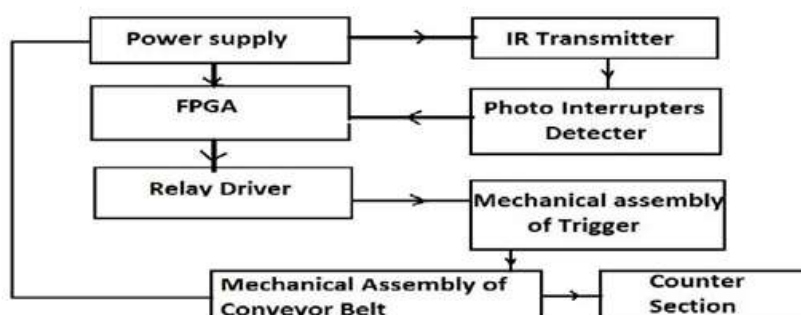 Power supply
IR Transmitter
FPGA
Photo Interrupters
Detecter
Relay Driver
Mechanical assembly
of Trigger
Mechanical Assembly of
Conveyor Belt
Counter
Section